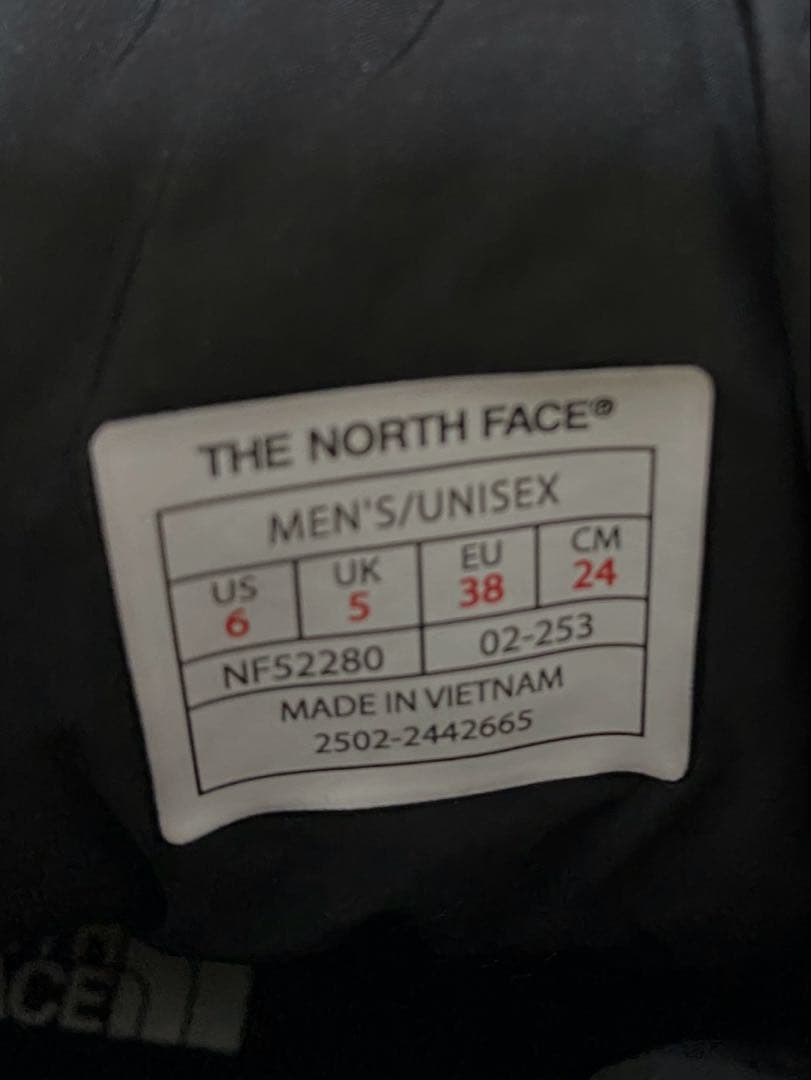 THE NORTH FACE®
MEN'S/UNISEX
US UK EU CM
6 5 38 24
NF52280 02-253
MADE IN VIETNAM
2502-2442665